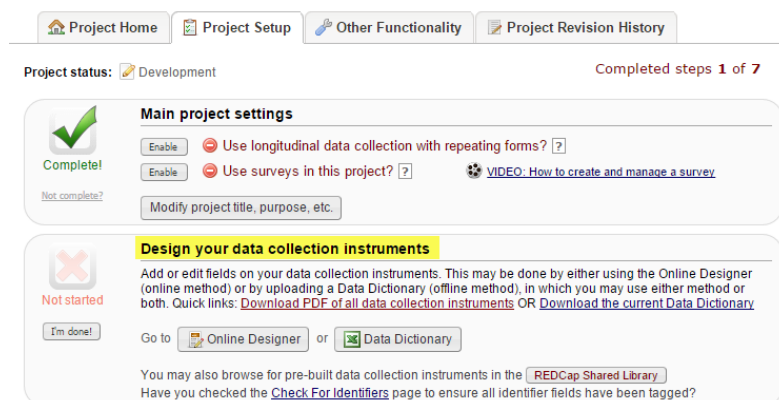 Project Home Project Setup Other Functionality Project Revision History
Project status: Development Completed steps 1 of 7
Main project settings
Enable Use longitudinal data collection with repeating forms? ?
Complete! Enable Use surveys in this project? ? VIDEO: How to create and manage a survey
Not complete?
Modify project title, purpose, etc.
Design your data collection instruments
Add or edit fields on your data collection instruments. This may be done by either using the Online Designer
(online method) or by uploading a Data Dictionary (offline method), in which you may use either method or
Not started both. Quick links: Download PDF of all data collection instruments OR Download the current Data Dictionary
I'm done! Go to Online Designer or Data Dictionary
You may also browse for pre-built data collection instruments in the REDCap Shared Library
Have you checked the Check For Identifiers page to ensure all identifier fields have been tagged?